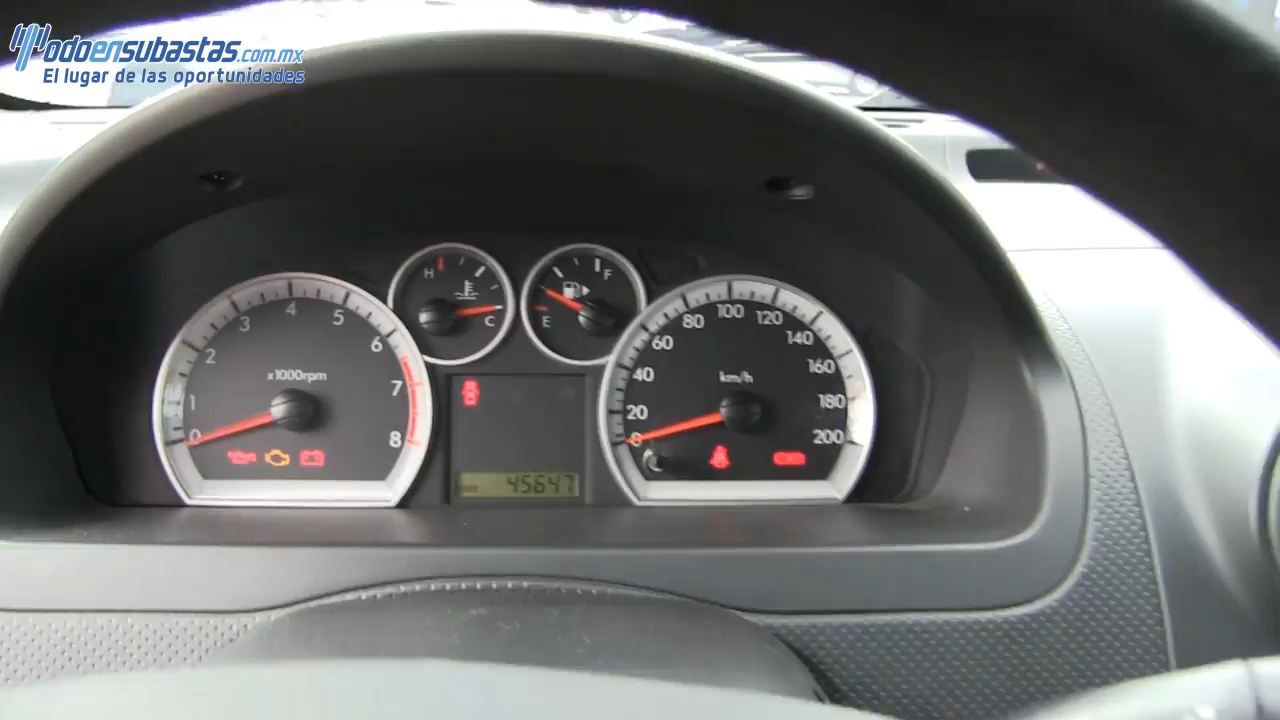 Modoensubastas.com.mx
El lugar de las oportunidades
H
C
F
E
0
1
2
3
4
5
6
7
8
x1000rpm
0
20
40
60
80
100
120
140
160
180
200
km/h
45647